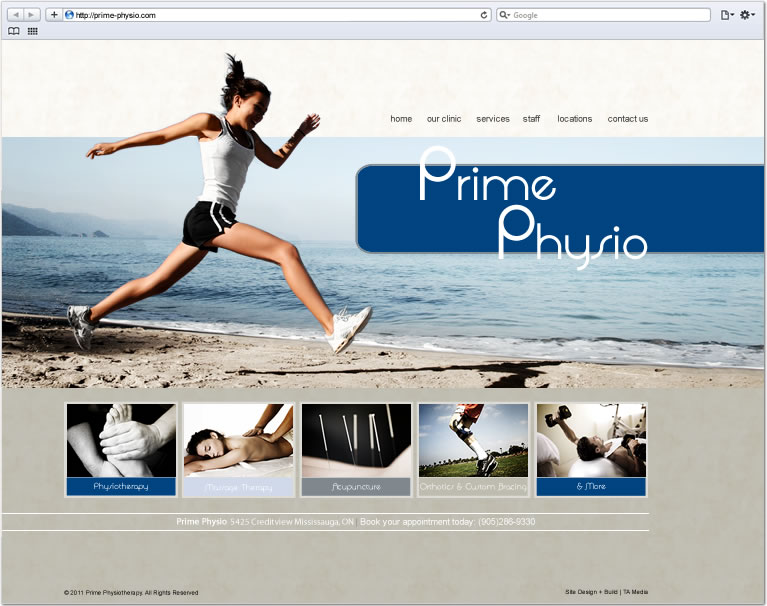 http://prime-physio.com
Google
home our clinic services staff locations contact us
Prime
Physio
Physiotherapy
Massage Therapy
Acupuncture
Orthotics & Custom Bracing
& More
Prime Physio 5425 Creditview Mississauga, ON | Book your appointment today: (905)286-9330
© 2011 Prime Physiotherapy. All Rights Reserved
Site Design + Build | TA Media